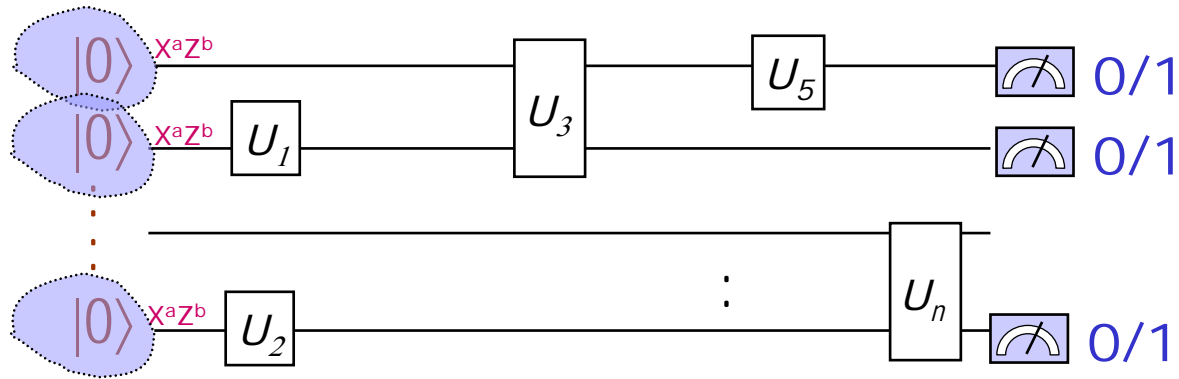 |0⟩ XᵃZᵇ U₃ U₅ 0/1
|0⟩ XᵃZᵇ U₁ 0/1
|0⟩ XᵃZᵇ U₂ Uₙ 0/1